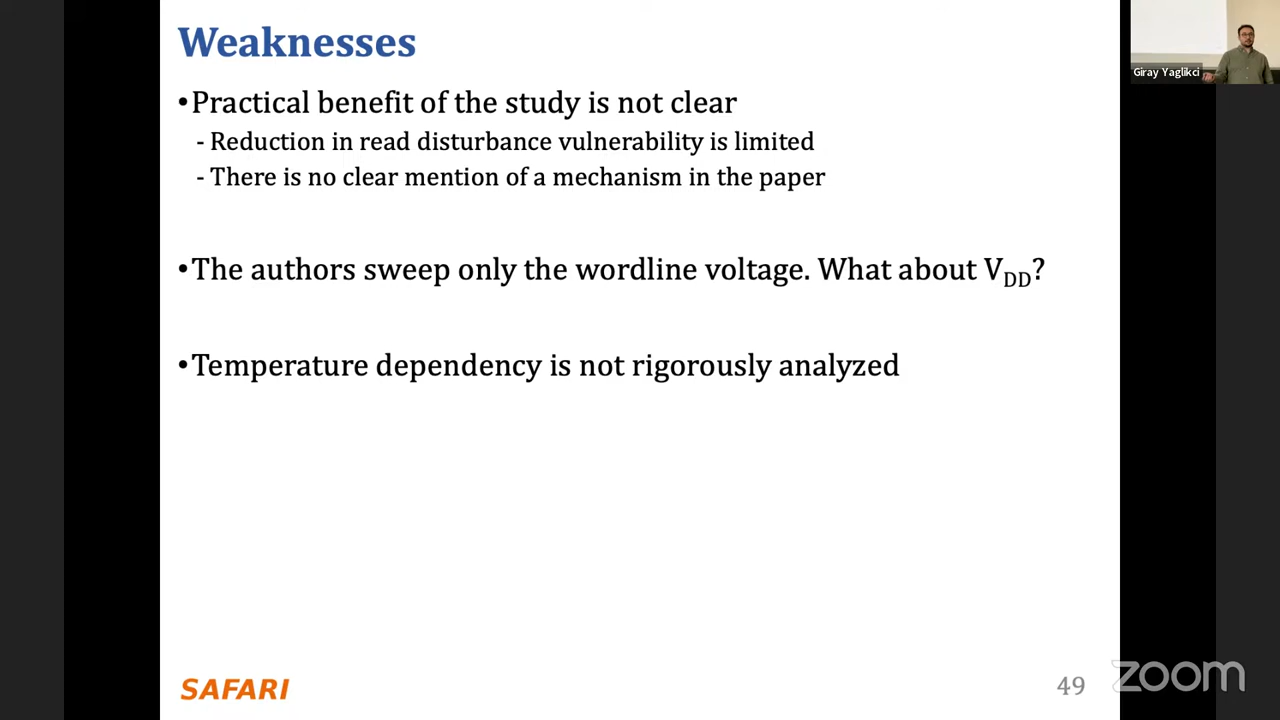 Weaknesses
•Practical benefit of the study is not clear
- Reduction in read disturbance vulnerability is limited
- There is no clear mention of a mechanism in the paper
•The authors sweep only the wordline voltage. What about VDD?
•Temperature dependency is not rigorously analyzed
SAFARI
49
Giray Yaglikci
zoom